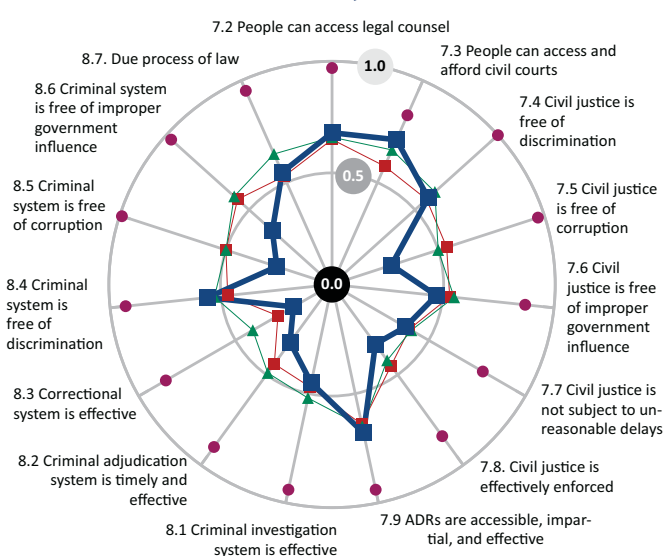 7.2 People can access legal counsel
7.3 People can access and
afford civil courts
7.4 Civil justice is
free of
discrimination
7.5 Civil justice
is free of
corruption
7.6 Civil
justice is free
of improper
government
influence
7.7 Civil justice is
not subject to un-
reasonable delays
7.8. Civil justice is
effectively enforced
7.9 ADRs are accessible, impar-
tial, and effective
8.1 Criminal investigation
system is effective
8.2 Criminal adjudication
system is timely and
effective
8.3 Correctional
system is effective
8.4 Criminal
system is
free of
discrimination
8.5 Criminal
system is free
of corruption
8.6 Criminal system
is free of improper
government
influence
8.7. Due process of law
1.0
0.5
0.0